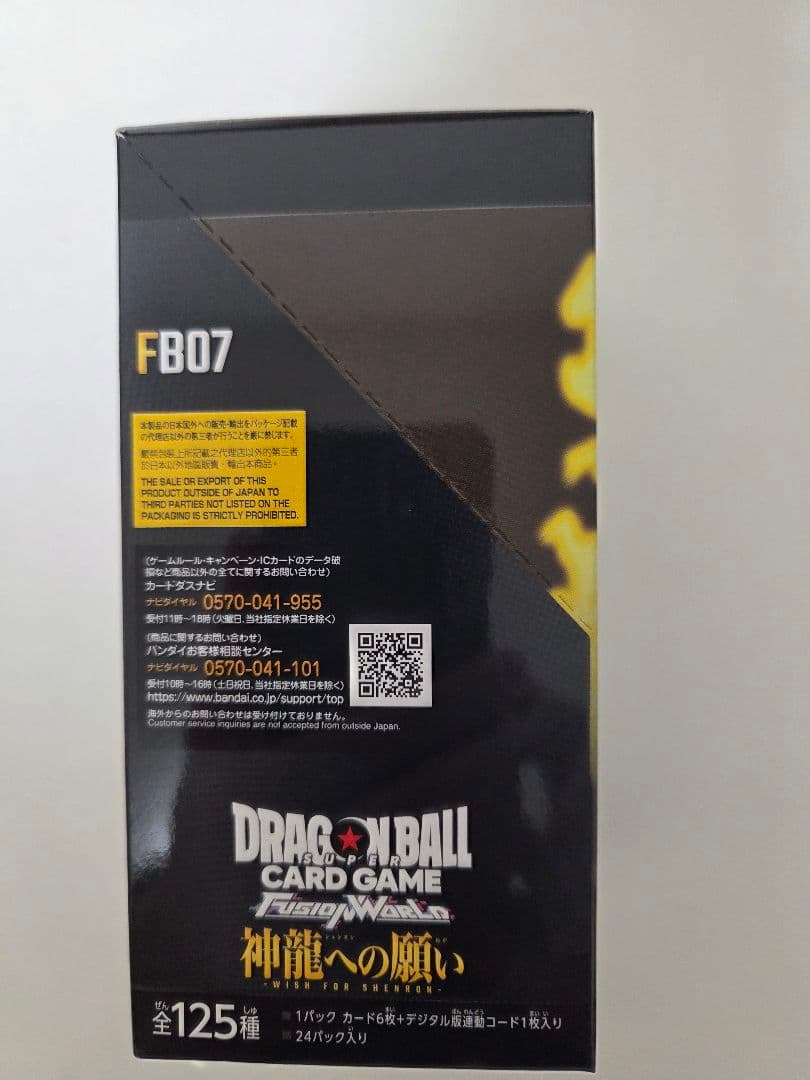 FB07
本製品の日本国外への販売・輸出をパッケージ記載
の代理店以外の第三者が行うことを厳に禁じます。
嚴禁包裝上所記載之代理店以外的第三者
於日本以外地區販賣、輸出本商品。
THE SALE OR EXPORT OF THIS
PRODUCT OUTSIDE OF JAPAN TO
THIRD PARTIES NOT LISTED ON THE
PACKAGING IS STRICTLY PROHIBITED.
(ゲームルール・キャンペーン・ICカードのデータ破
損など商品以外の全てに関するお問い合わせ)
カードダスナビ
ナビダイヤル 0570-041-955
受付11時〜18時(火曜日、当社指定休業日を除く)
(商品に関するお問い合わせ)
バンダイお客様相談センター
ナビダイヤル 0570-041-101
受付10時〜16時(土日祝日、当社指定休業日を除く)
https://www.bandai.co.jp/support/top
海外からのお問い合わせは受け付けておりません。
Customer service inquiries are not accepted from outside Japan.
DRAGON BALL
SUPER
CARD GAME
FUSION WORLD
神龍への願い
- WISH FOR SHENRON -
全125種
1パック カード6枚+デジタル版連動コード1枚入り
24パック入り